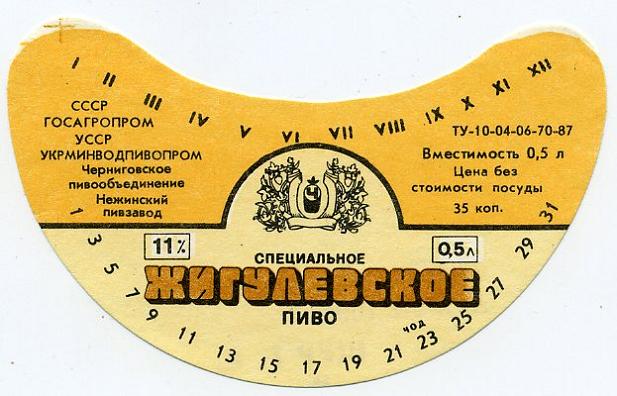 I II III IV V VI VII VIII IX X XI XII
СССР
ГОСАГРОПРОМ
УССР
УКРМИНВОДПИВОПРОМ
Черниговское
пивообъединение
Нежинский
пивзавод
ТУ-10-04-06-70-87
Вместимость 0,5 л
Цена без
стоимости посуды
35 коп.
Ч
11%
СПЕЦИАЛЬНОЕ
0,5л
ЖИГУЛЕВСКОЕ
ПИВО
чод
1 3 5 7 9 11 13 15 17 19 21 23 25 27 29 31